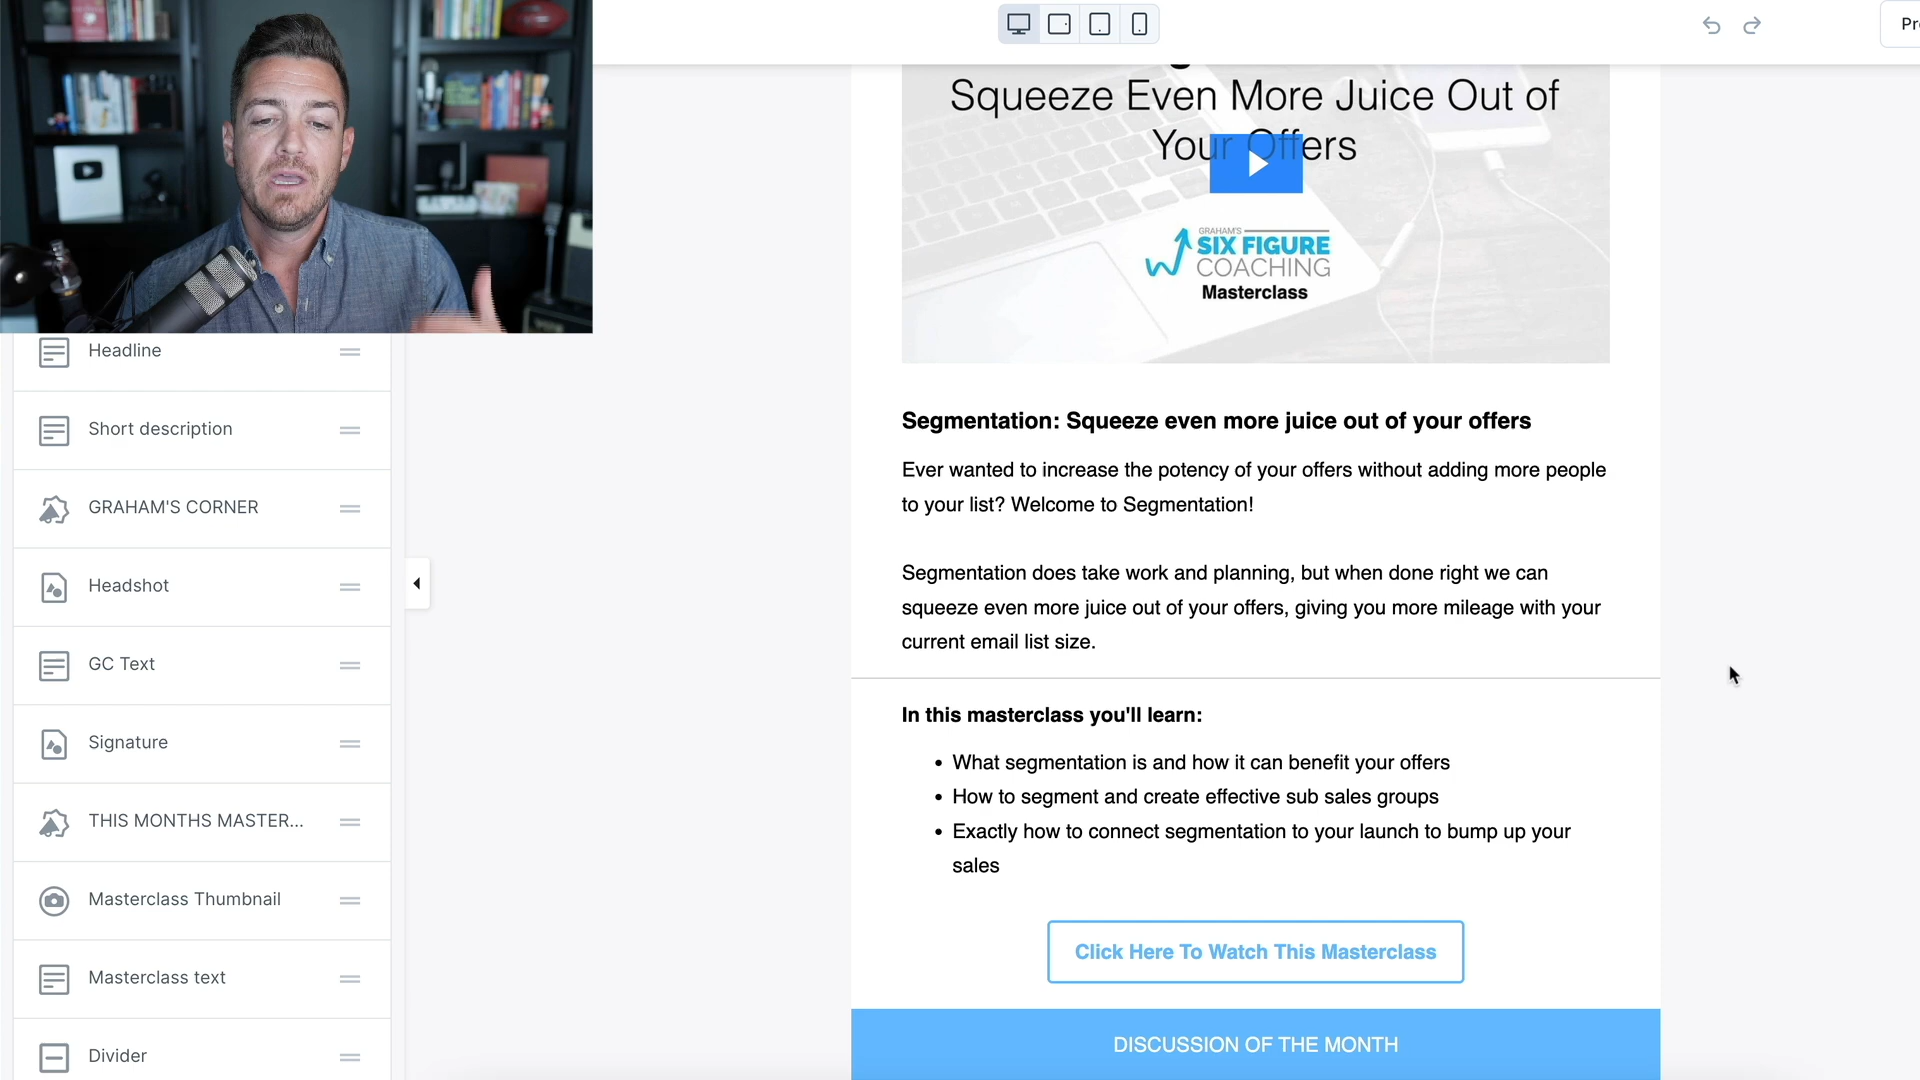 Pr
Squeeze Even More Juice Out of
Your Offers
GRAHAM'S
SIX FIGURE
COACHING
Masterclass
Headline
Short description
GRAHAM'S CORNER
Headshot
GC Text
Signature
THIS MONTHS MASTER...
Masterclass Thumbnail
Masterclass text
Divider
Segmentation: Squeeze even more juice out of your offers
Ever wanted to increase the potency of your offers without adding more people
to your list? Welcome to Segmentation!
Segmentation does take work and planning, but when done right we can
squeeze even more juice out of your offers, giving you more mileage with your
current email list size.
In this masterclass you'll learn:
• What segmentation is and how it can benefit your offers
• How to segment and create effective sub sales groups
• Exactly how to connect segmentation to your launch to bump up your
sales
Click Here To Watch This Masterclass
DISCUSSION OF THE MONTH